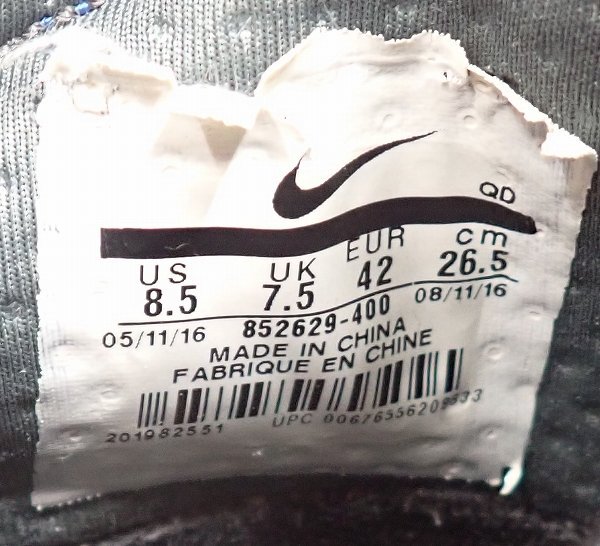 QD
US UK EUR cm
8.5 7.5 42 26.5
05/11/16 852629-400 08/11/16
MADE IN CHINA
FABRIQUE EN CHINE
201982551 UPC